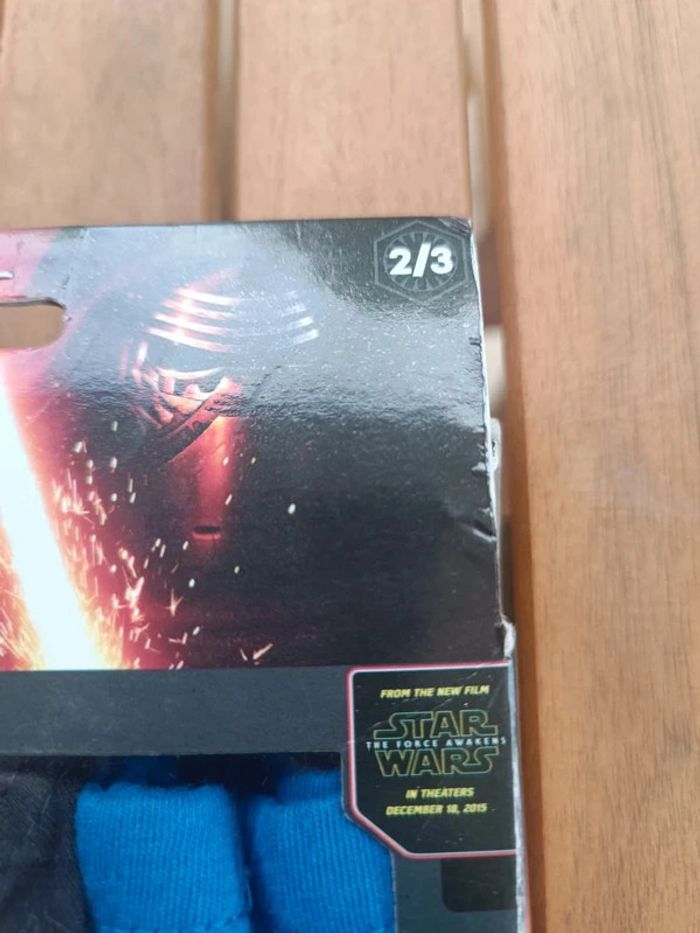 2/3
FROM THE NEW FILM
STAR
THE FORCE AWAKENS
WARS
IN THEATERS
DECEMBER 18, 2015